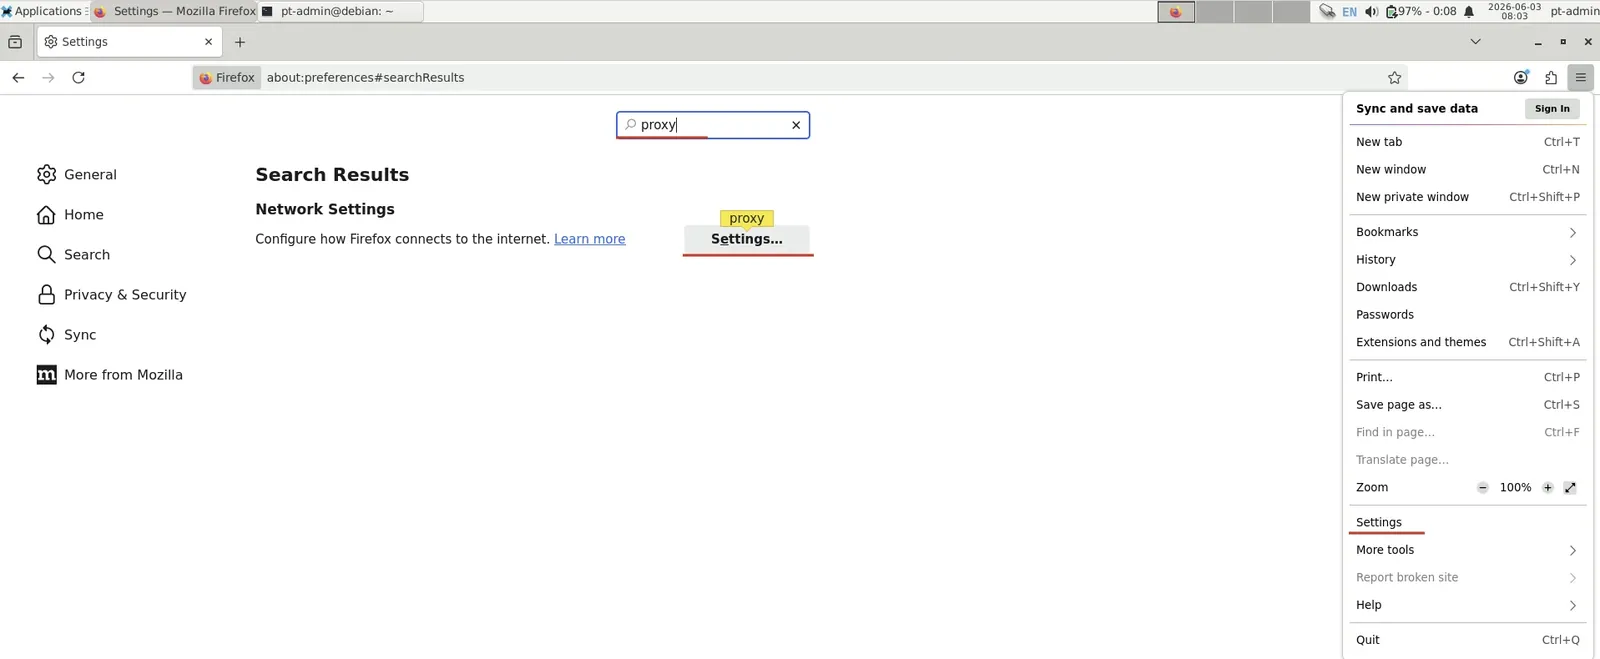 Applications
Settings — Mozilla Firefox
pt-admin@debian: ~
EN
97% - 0:08
2026-06-03
08:03
pt-admin
Settings
Firefox
about:preferences#searchResults
proxy
General
Home
Search
Privacy & Security
Sync
More from Mozilla
Search Results
Network Settings
Configure how Firefox connects to the internet. Learn more
proxy
Settings...
Sync and save data
Sign In
New tab Ctrl+T
New window Ctrl+N
New private window Ctrl+Shift+P
Bookmarks
History
Downloads Ctrl+Shift+Y
Passwords
Extensions and themes Ctrl+Shift+A
Print... Ctrl+P
Save page as... Ctrl+S
Find in page... Ctrl+F
Translate page...
Zoom 100%
Settings
More tools
Report broken site
Help
Quit Ctrl+Q